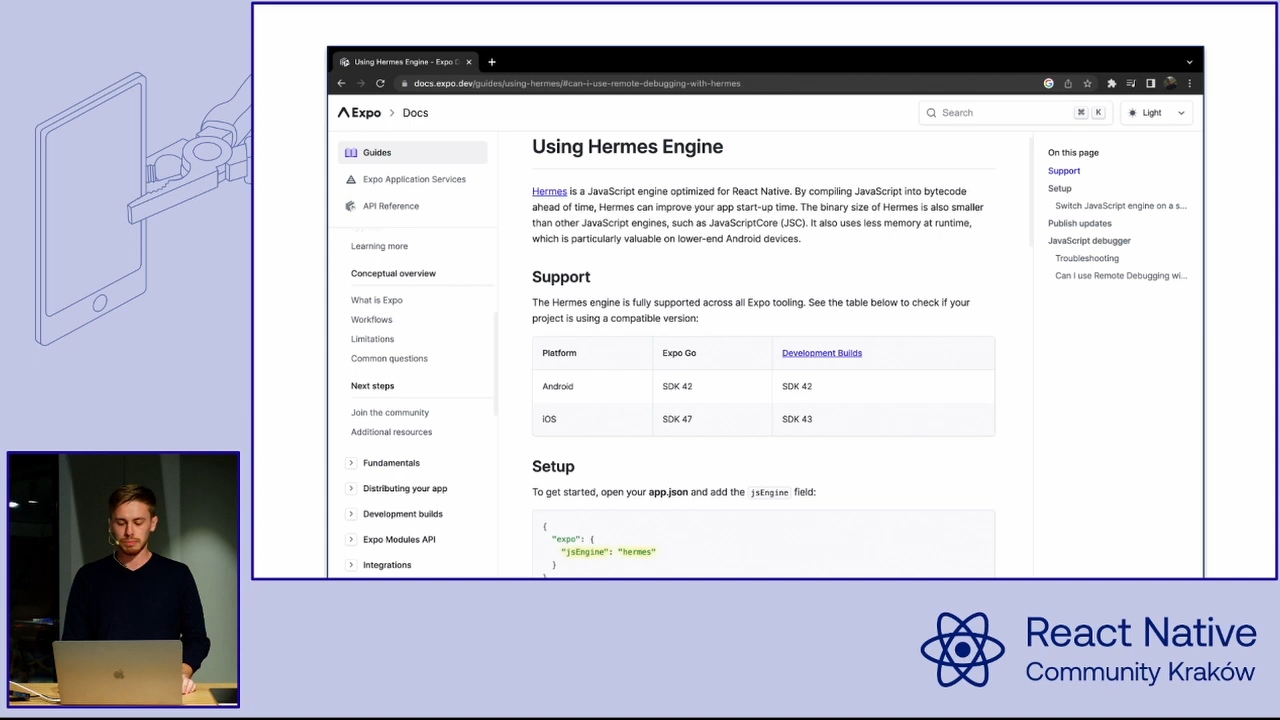 Using Hermes Engine - Expo D
docs.expo.dev/guides/using-hermes/#can-i-use-remote-debugging-with-hermes
Expo > Docs
Search
⌘ K
Light
Guides
Expo Application Services
API Reference
Learning more
Conceptual overview
What is Expo
Workflows
Limitations
Common questions
Next steps
Join the community
Additional resources
Fundamentals
Distributing your app
Development builds
Expo Modules API
Integrations
Using Hermes Engine
Hermes is a JavaScript engine optimized for React Native. By compiling JavaScript into bytecode
ahead of time, Hermes can improve your app start-up time. The binary size of Hermes is also smaller
than other JavaScript engines, such as JavaScriptCore (JSC). It also uses less memory at runtime,
which is particularly valuable on lower-end Android devices.
Support
The Hermes engine is fully supported across all Expo tooling. See the table below to check if your
project is using a compatible version:
Platform Expo Go Development Builds
Android SDK 42 SDK 42
iOS SDK 47 SDK 43
Setup
To get started, open your app.json and add the jsEngine field:
{
"expo": {
"jsEngine": "hermes"
}
}
On this page
Support
Setup
Switch JavaScript engine on a s...
Publish updates
JavaScript debugger
Troubleshooting
Can I use Remote Debugging wi...
React Native
Community Kraków